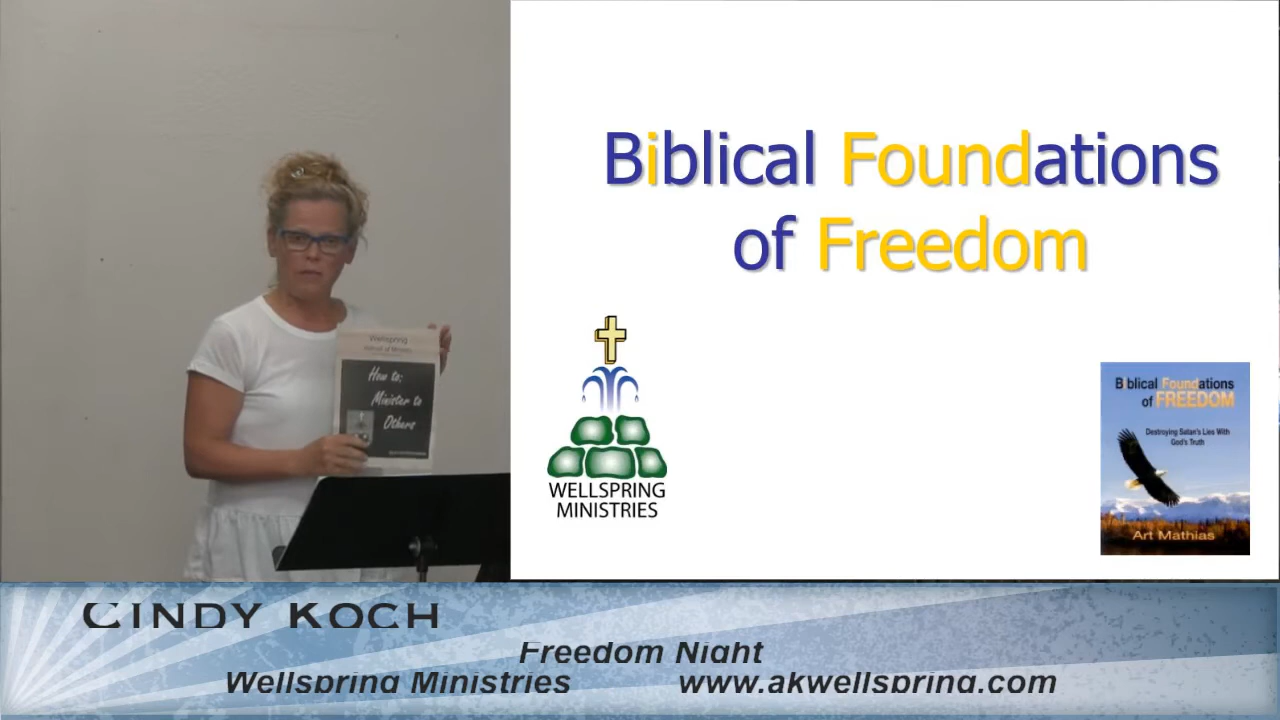 Biblical Foundations
of Freedom
Wellspring
How to:
Minister to
Others
WELLSPRING
MINISTRIES
Biblical Foundations
of FREEDOM
Destroying Satan's Lies With
God's Truth
Art Mathias
CINDY KOCH
Freedom Night
Wellspring Ministries www.akwellspring.com